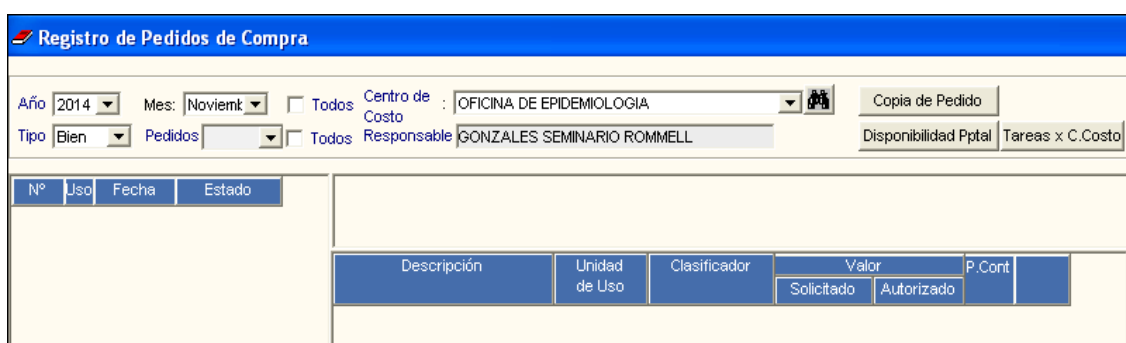 Registro de Pedidos de Compra
Año 2014 Mes: Noviemb Todos Centro de Costo : OFICINA DE EPIDEMIOLOGIA Copia de Pedido
Tipo Bien Pedidos Todos Responsable GONZALES SEMINARIO ROMMELL Disponibilidad Pptal Tareas x C.Costo
Nº Uso Fecha Estado
Descripción Unidad de Uso Clasificador Valor P.Cont
Solicitado Autorizado